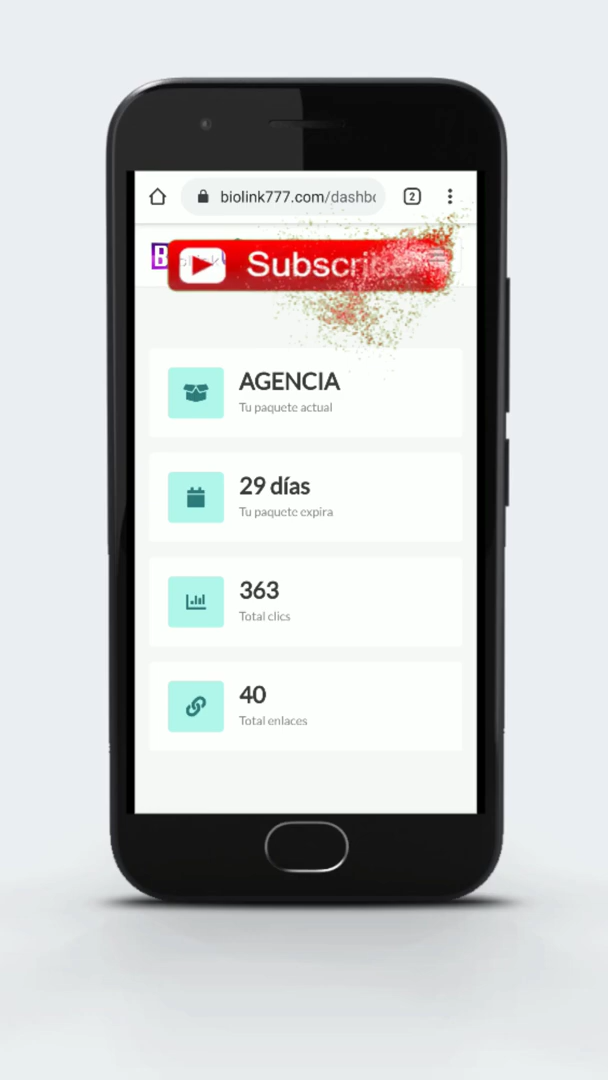 2
biolink777.com/dashb
Subscribe
AGENCIA
Tu paquete actual
29 días
Tu paquete expira
363
Total clics
40
Total enlaces